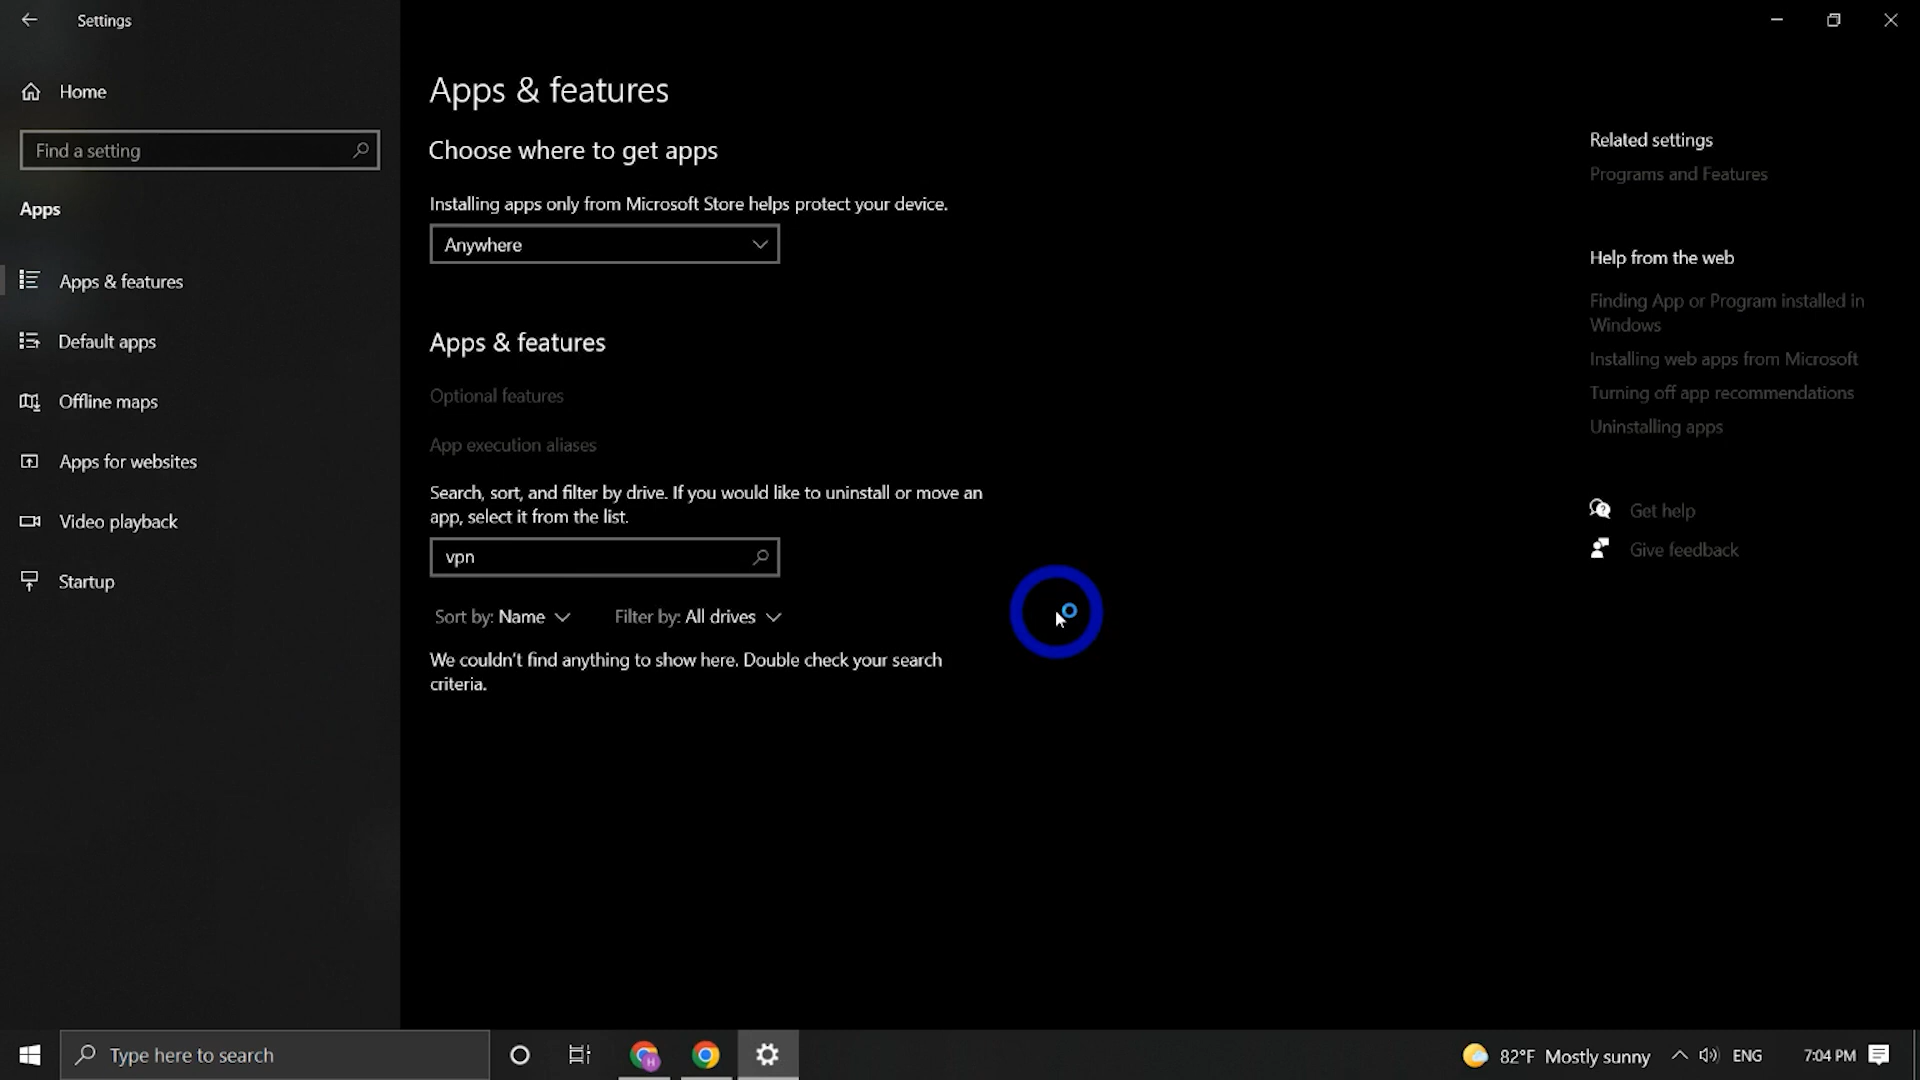 Settings
Home
Find a setting
Apps
Apps & features
Default apps
Offline maps
Apps for websites
Video playback
Startup
Apps & features
Choose where to get apps
Installing apps only from Microsoft Store helps protect your device.
Anywhere
Apps & features
Optional features
App execution aliases
Search, sort, and filter by drive. If you would like to uninstall or move an
app, select it from the list.
vpn
Sort by: Name
Filter by: All drives
We couldn't find anything to show here. Double check your search
criteria.
Related settings
Programs and Features
Help from the web
Finding App or Program installed in
Windows
Installing web apps from Microsoft
Turning off app recommendations
Uninstalling apps
Get help
Give feedback
Type here to search
H
82°F Mostly sunny
ENG
7:04 PM